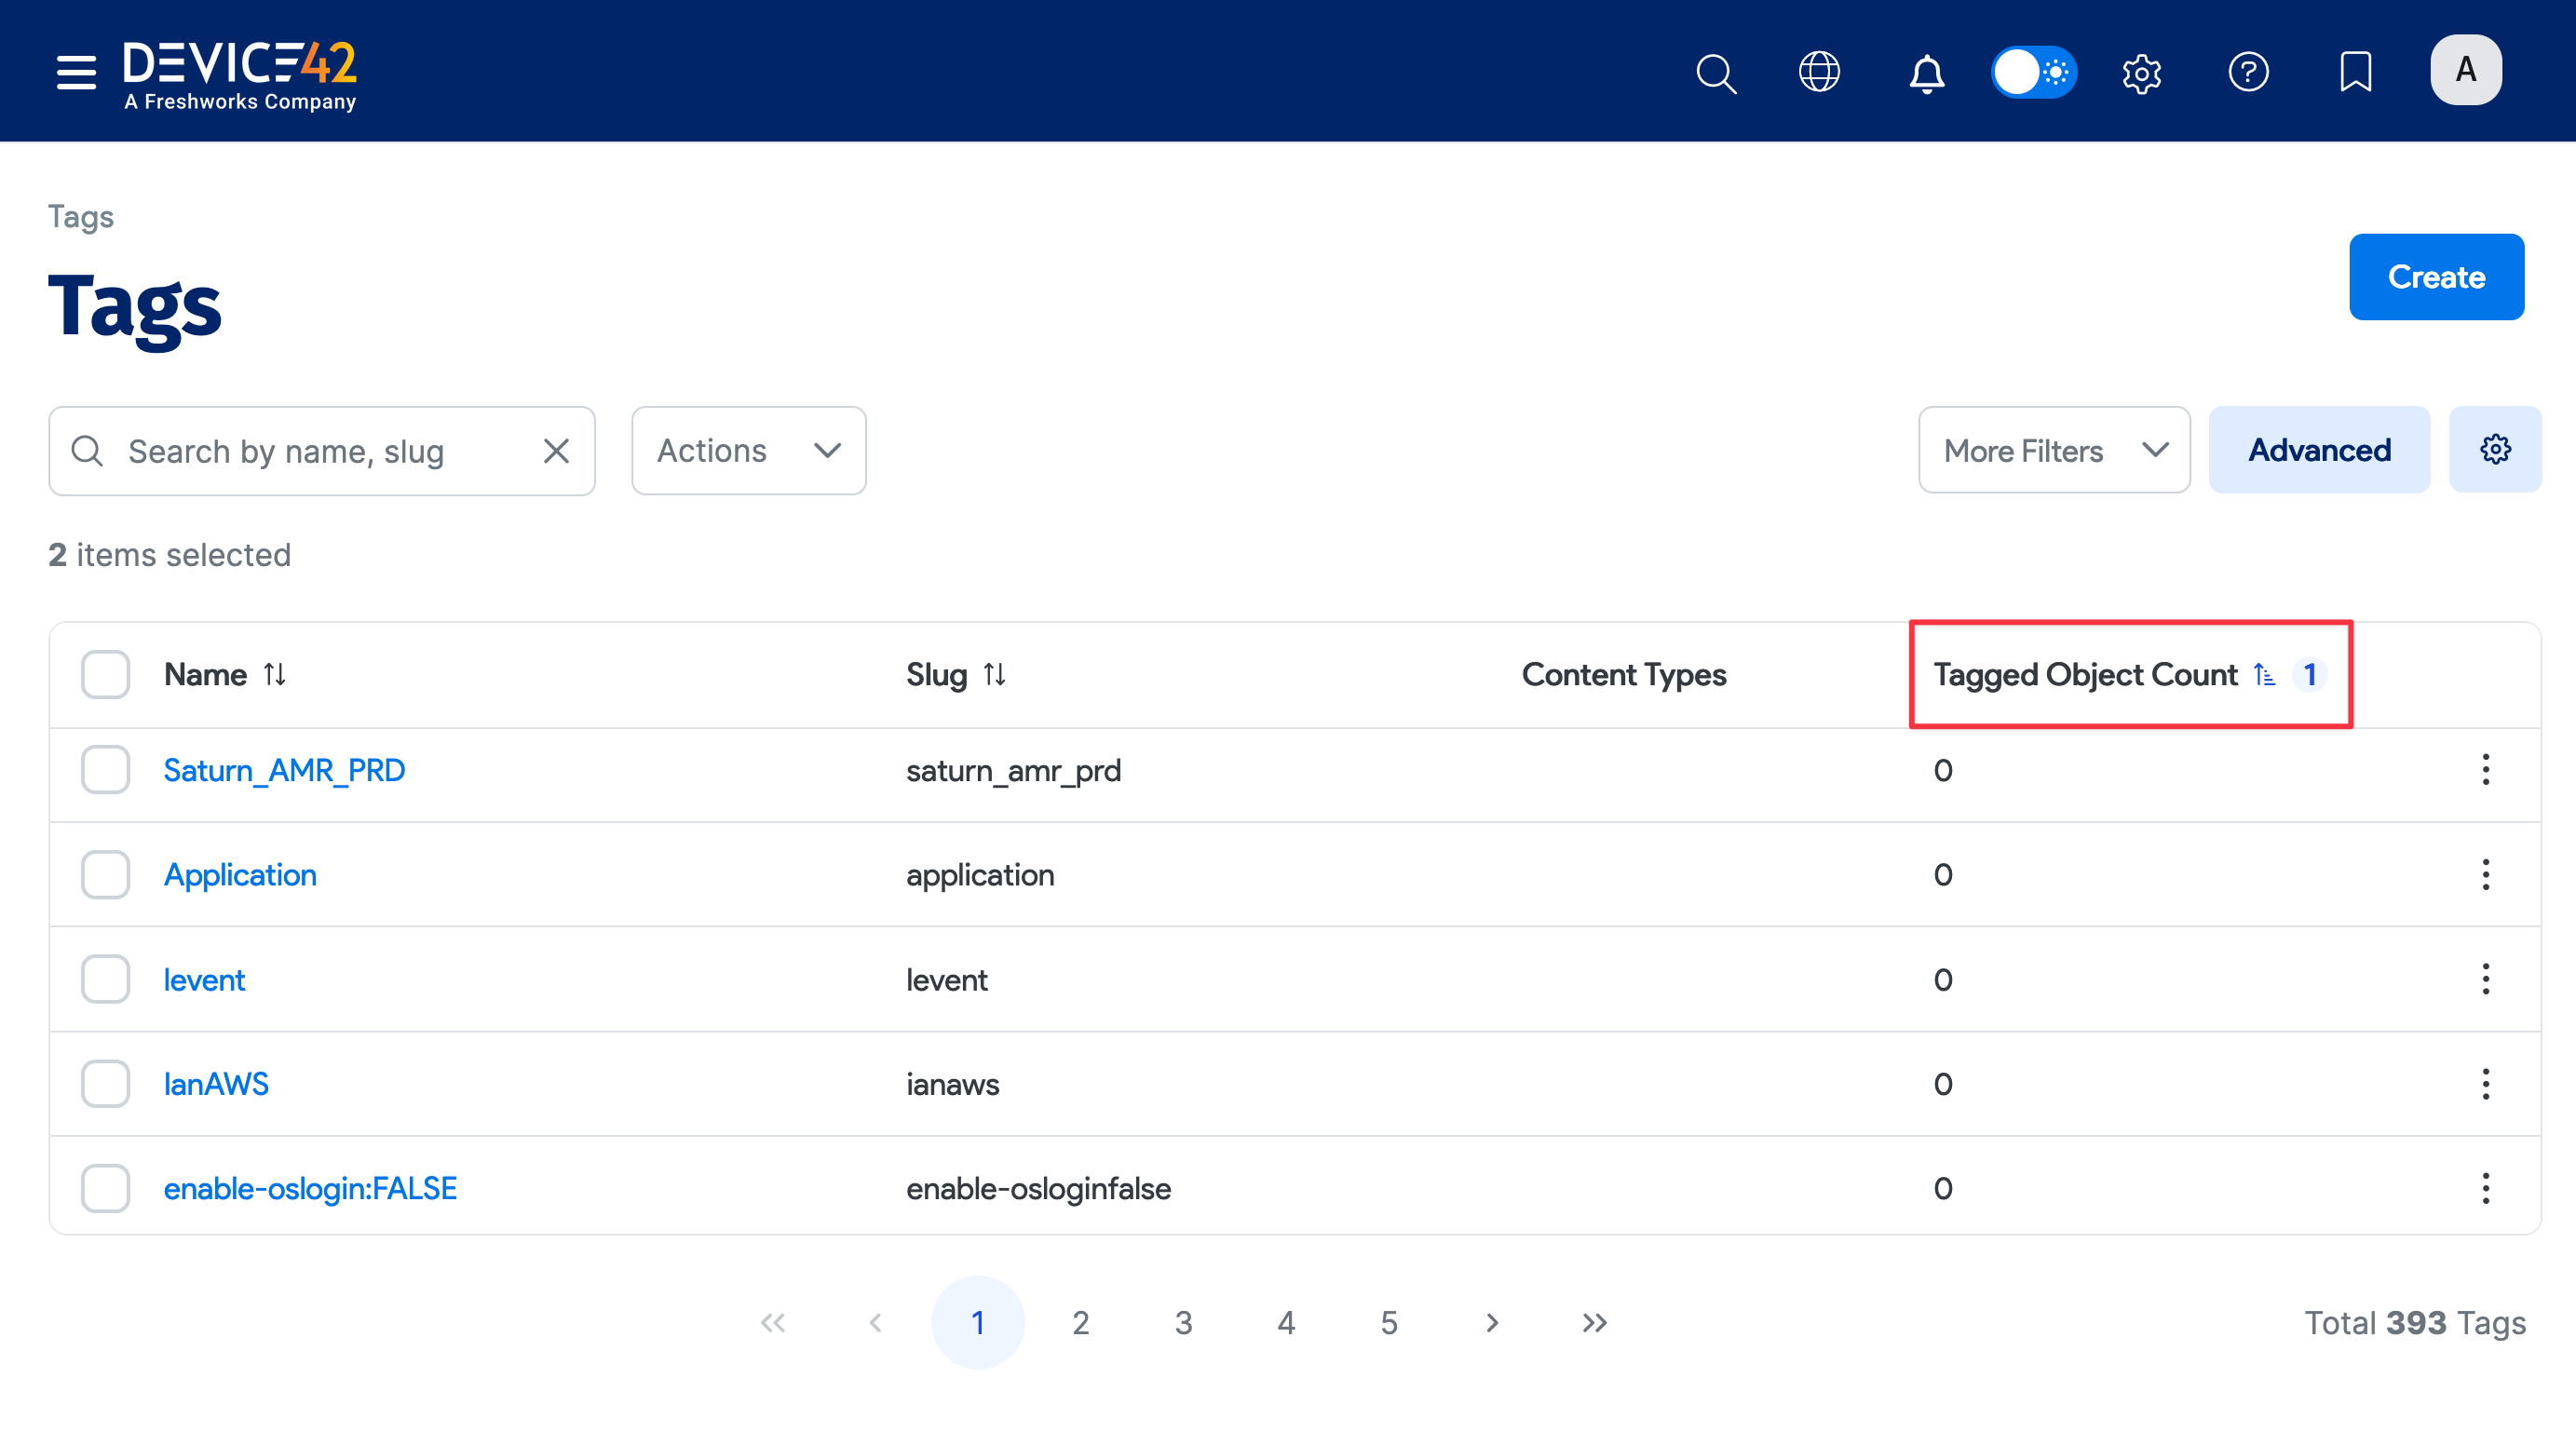 DEVICE42
A Freshworks Company
A
Tags
Tags
Create
Search by name, slug
Actions
More Filters
Advanced
2 items selected
Name Slug Content Types Tagged Object Count 1
Saturn_AMR_PRD saturn_amr_prd 0
Application application 0
levent levent 0
IanAWS ianaws 0
enable-oslogin:FALSE enable-osloginfalse 0
1 2 3 4 5 Total 393 Tags